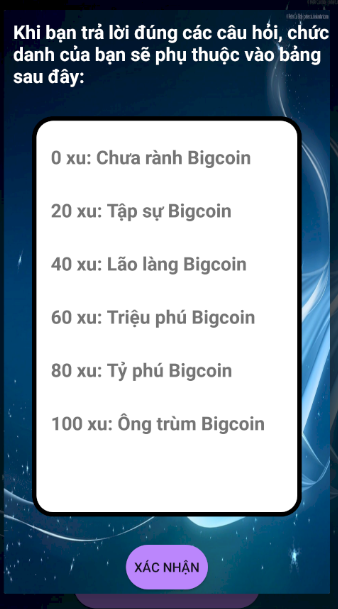 Khi bạn trả lời đúng các câu hỏi, chức
danh của bạn sẽ phụ thuộc vào bảng
sau đây:
0 xu: Chưa rành Bigcoin
20 xu: Tập sự Bigcoin
40 xu: Lão làng Bigcoin
60 xu: Triệu phú Bigcoin
80 xu: Tỷ phú Bigcoin
100 xu: Ông trùm Bigcoin
XÁC NHẬN